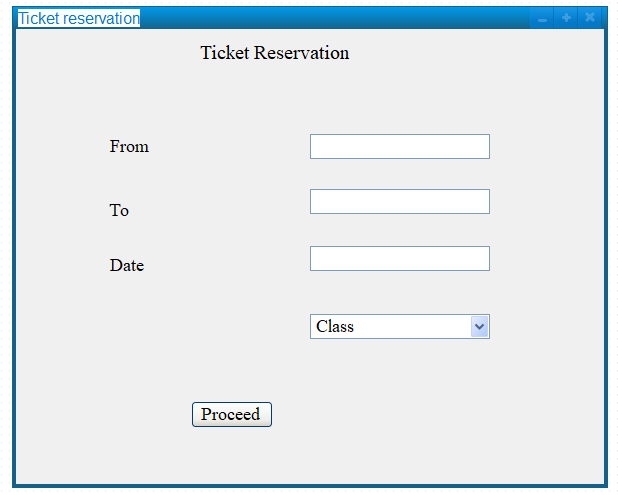 Ticket reservation
Ticket Reservation
From
To
Date
Class
Proceed